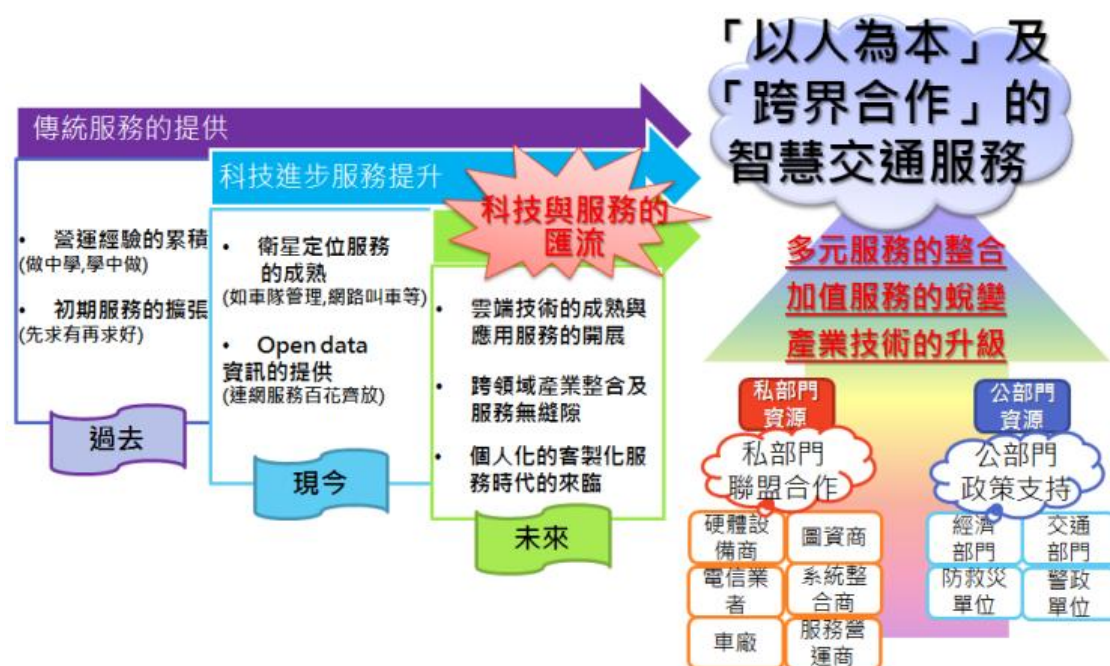 傳統服務的提供
科技進步服務提升
科技與服務的
匯流
• 營運經驗的累積
(做中學,學中做)
• 初期服務的擴張
(先求有再求好)
過去
• 衛星定位服務
的成熟
(如車隊管理,網路叫車等)
• Open data
資訊的提供
(連網服務百花齊放)
現今
• 雲端技術的成熟與
應用服務的開展
• 跨領域產業整合及
服務無縫隙
• 個人化的客製化服
務時代的來臨
未來
「以人為本」及
「跨界合作」的
智慧交通服務
多元服務的整合
加值服務的蛻變
產業技術的升級
私部門
資源
私部門
聯盟合作
硬體設
備商
圖資商
電信業
者
系統整
合商
車廠
服務營
運商
公部門
資源
公部門
政策支持
經濟
部門
交通
部門
防救災
單位
警政
單位